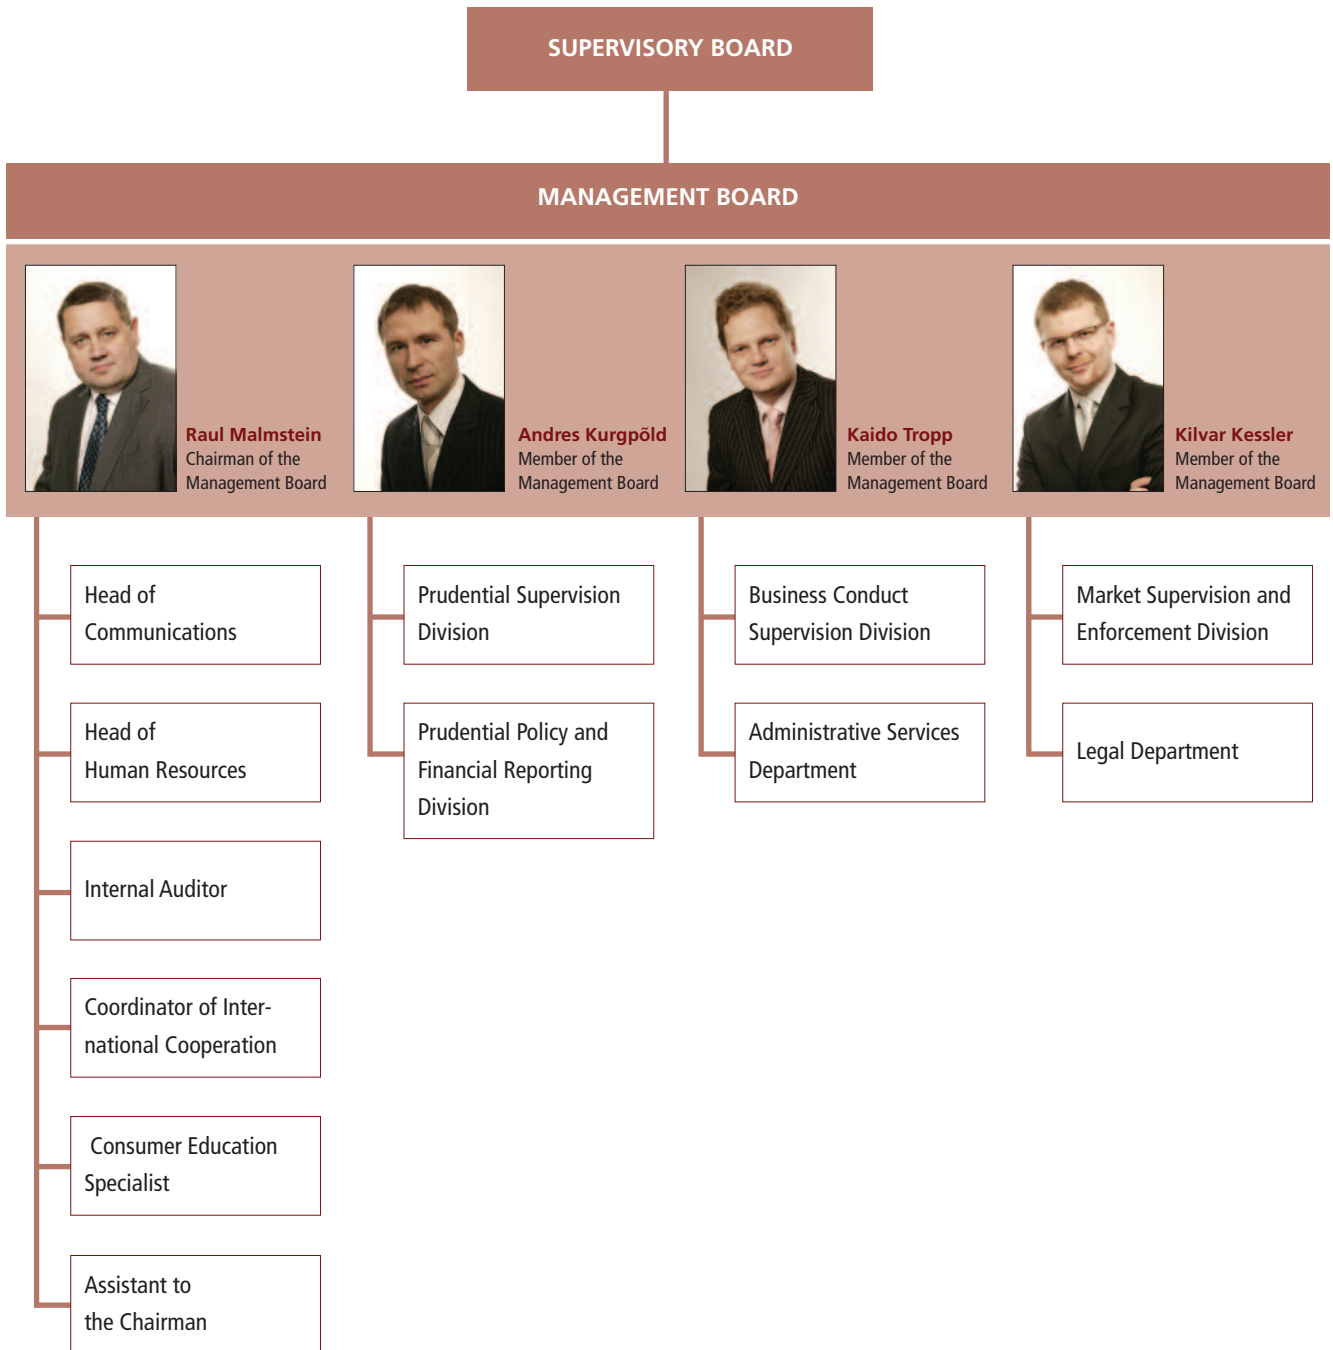 SUPERVISORY BOARD
MANAGEMENT BOARD
Raul Malmstein
Chairman of the
Management Board
Andres Kurgpõld
Member of the
Management Board
Kaido Tropp
Member of the
Management Board
Kilvar Kessler
Member of the
Management Board
Head of
Communications
Head of
Human Resources
Internal Auditor
Coordinator of Inter-
national Cooperation
Consumer Education
Specialist
Assistant to
the Chairman
Prudential Supervision
Division
Prudential Policy and
Financial Reporting
Division
Business Conduct
Supervision Division
Administrative Services
Department
Market Supervision and
Enforcement Division
Legal Department